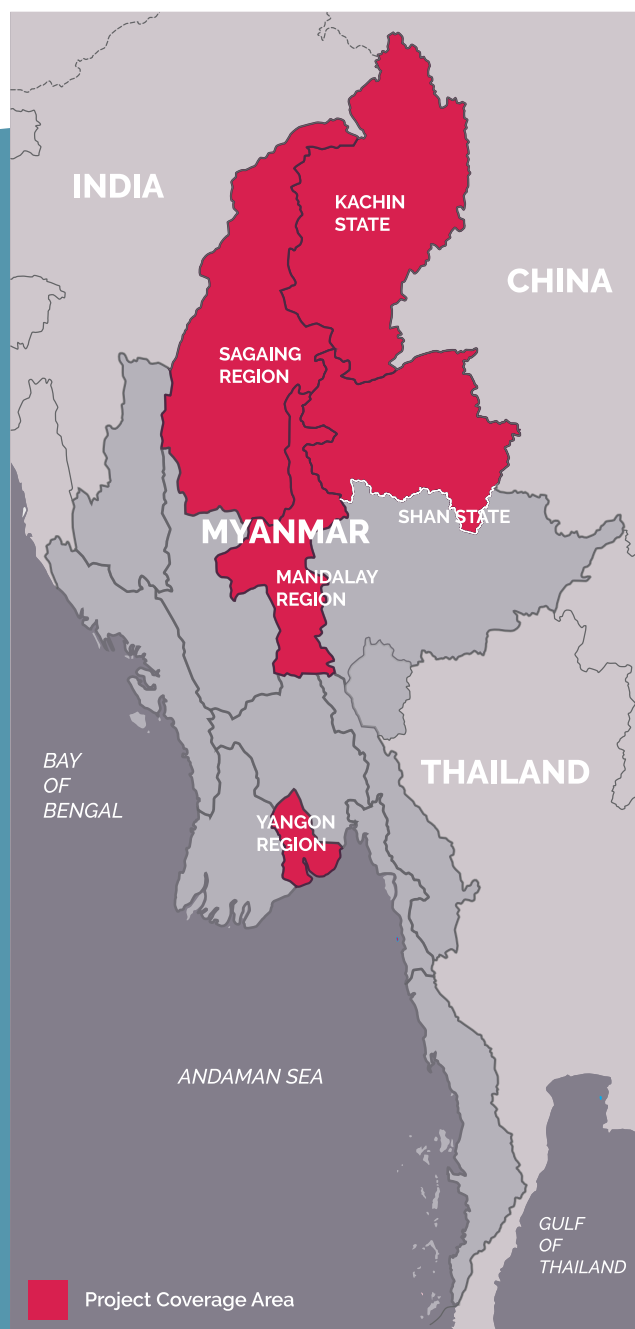 INDIA
KACHIN
STATE
CHINA
SAGAING
REGION
SHAN STATE
MYANMAR
MANDALAY
REGION
BAY
OF
BENGAL
THAILAND
YANGON
REGION
ANDAMAN SEA
GULF
OF
THAILAND
Project Coverage Area